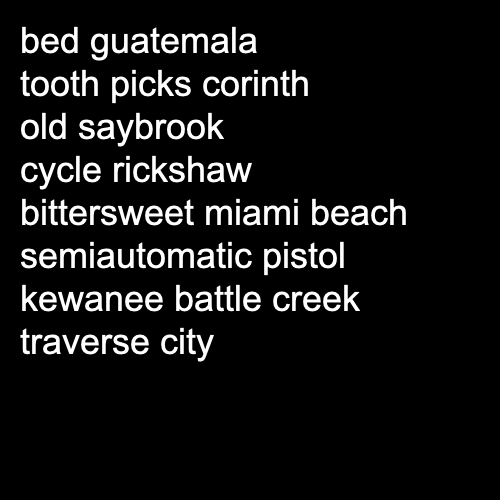 bed guatemala
tooth picks corinth
old saybrook
cycle rickshaw
bittersweet miami beach
semiautomatic pistol
kewanee battle creek
traverse city